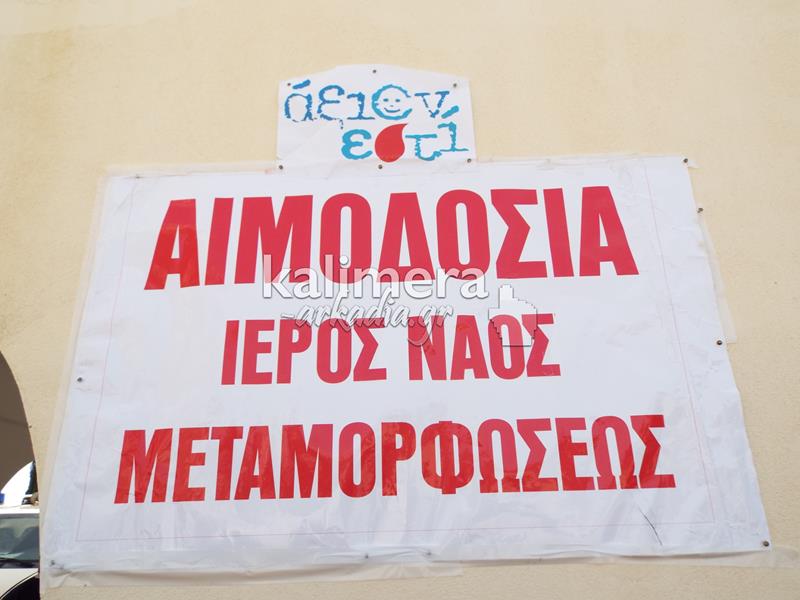 άξιον
εστί
ΑΙΜΟΔΟΣΙΑ
kalimera
-arkadia.gr
ΙΕΡΟΣ ΝΑΟΣ
ΜΕΤΑΜΟΡΦΩΣΕΩΣ